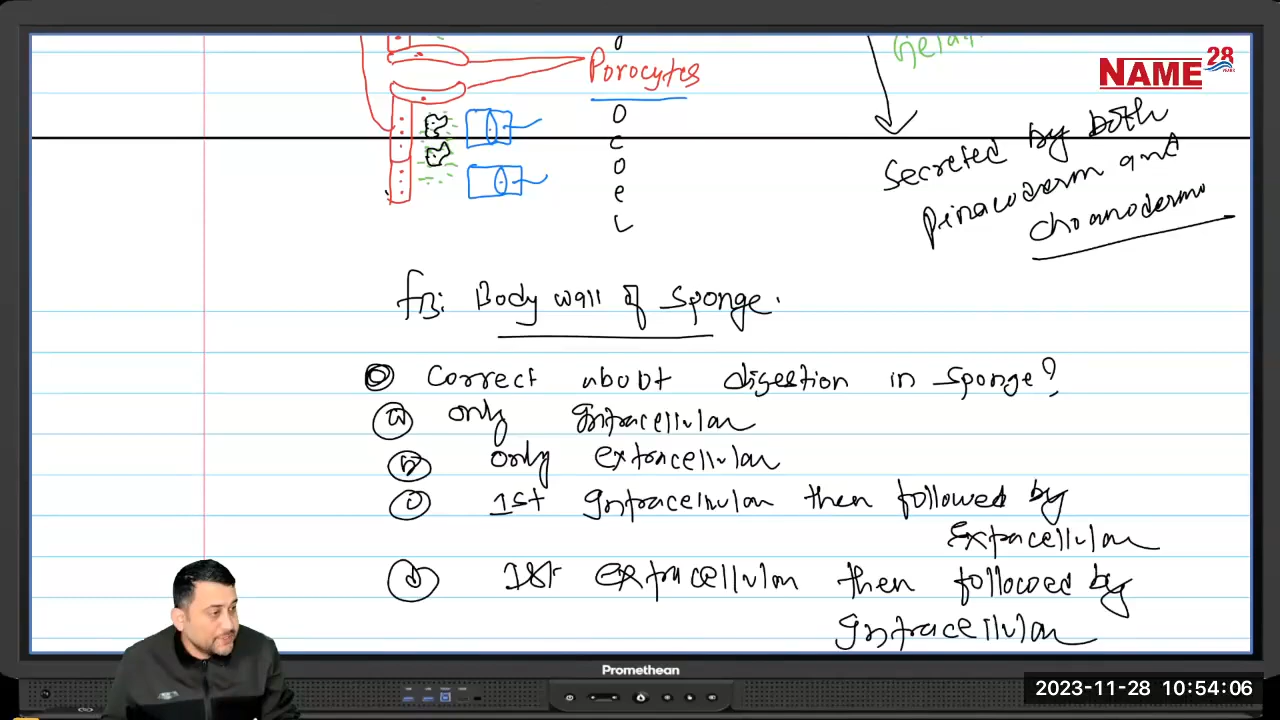 NAME 28
YEARS
Porocytes
O
C
O
e
L
Secreted by both
pinacoderm and
choanoderm
fig: Body wall of sponge.
Correct about digestion in sponge?
a only Intracellular
b only extracellular
c 1st Intracellular then followed by
Extracellular
d 1st extracellular then followed by
Intracellular
Promethean
2023-11-28 10:54:06